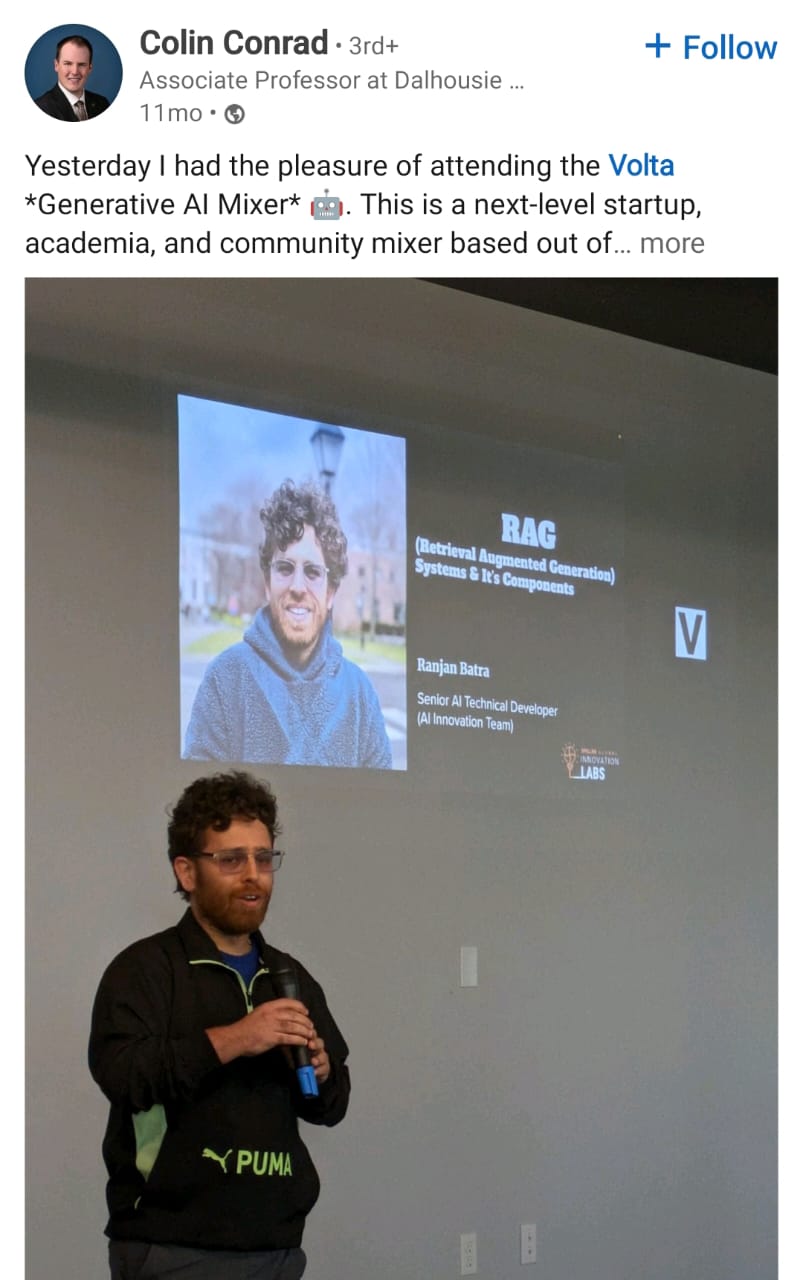 Colin Conrad • 3rd+
+ Follow
Associate Professor at Dalhousie ...
11mo •
Yesterday I had the pleasure of attending the Volta
*Generative AI Mixer* 🤖. This is a next-level startup,
academia, and community mixer based out of... more
RAG
(Retrieval Augmented Generation)
Systems & It's Components
V
Ranjan Batra
Senior AI Technical Developer
(AI Innovation Team)
INNOVATION
LABS
PUMA